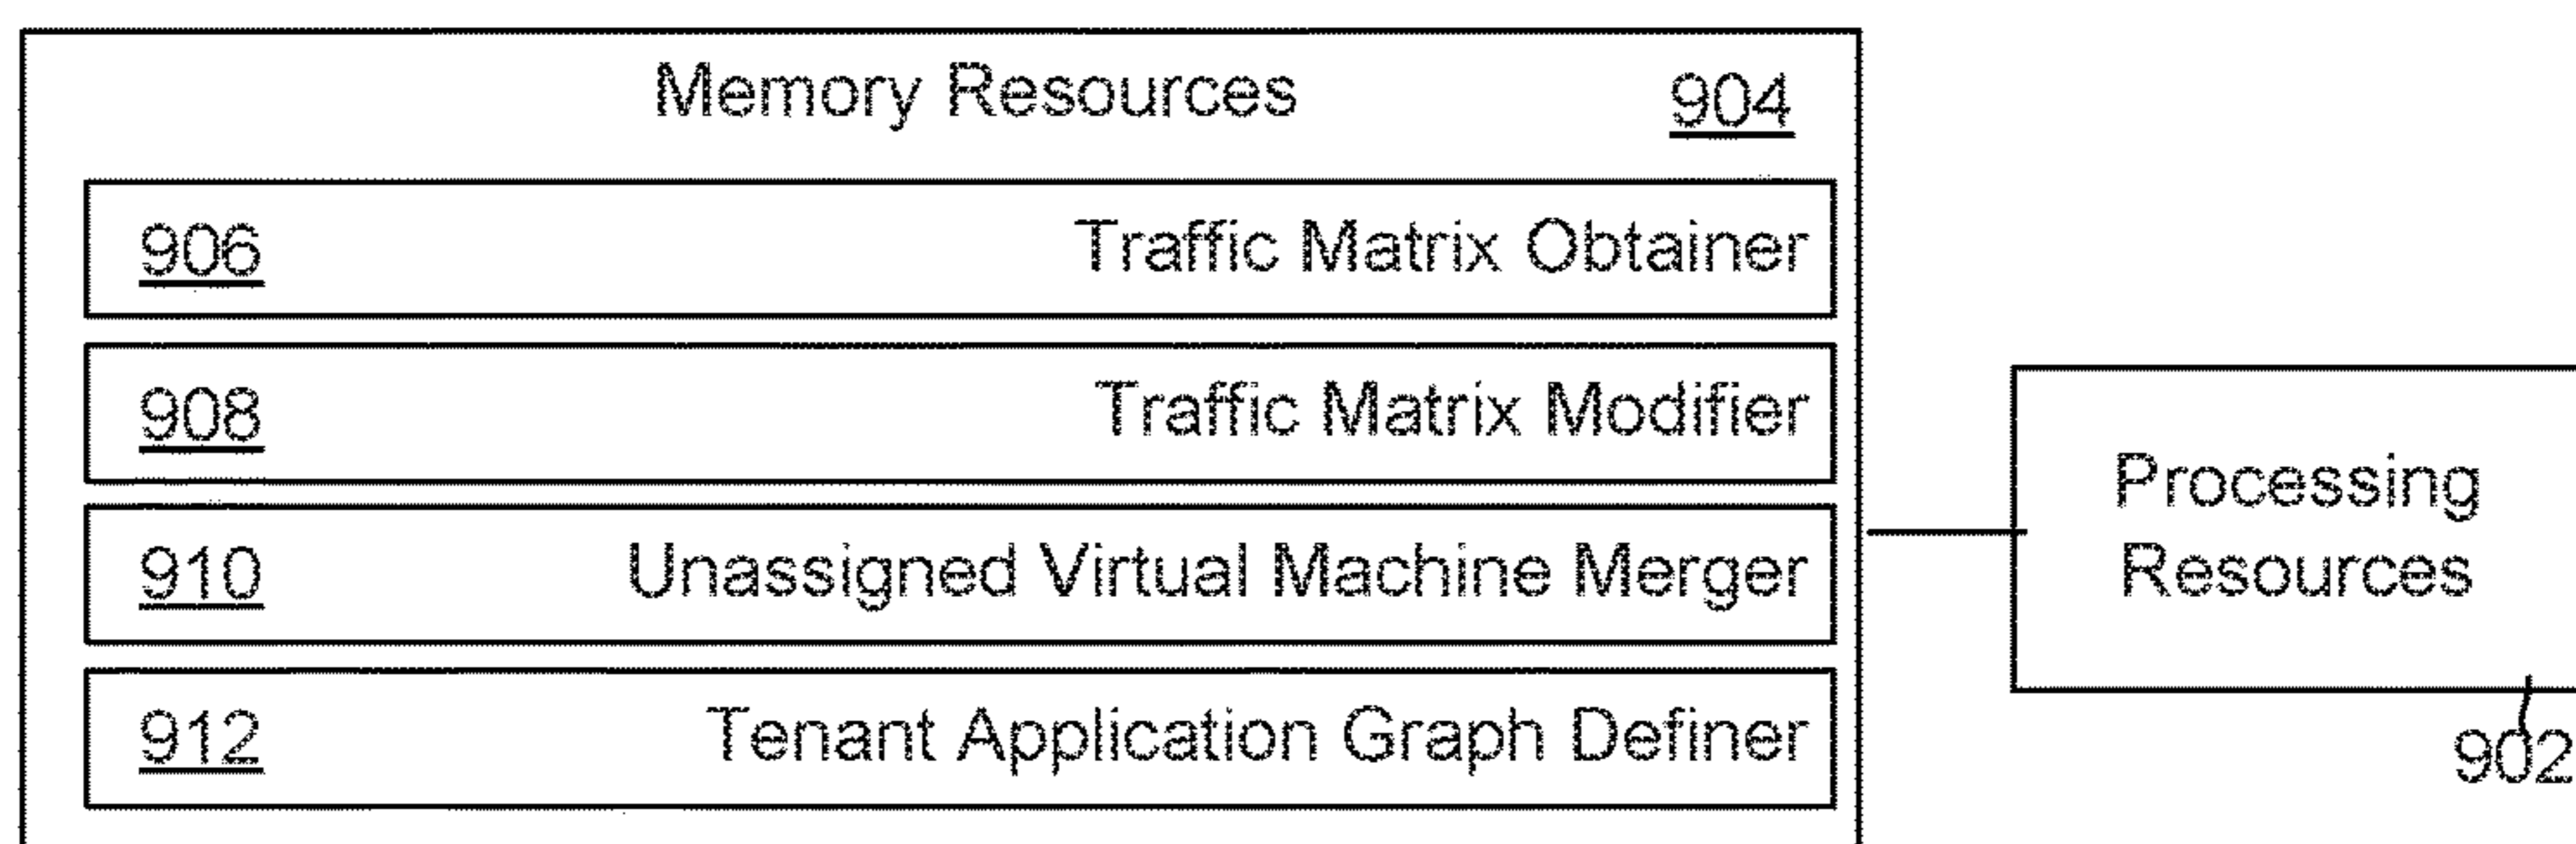 Memory Resources 904
906 Traffic Matrix Obtainer
908 Traffic Matrix Modifier
910 Unassigned Virtual Machine Merger
912 Tenant Application Graph Definer
Processing
Resources
902